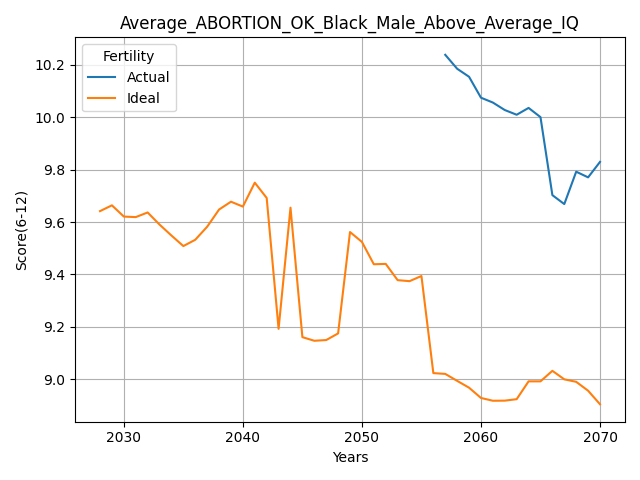 Average_ABORTION_OK_Black_Male_Above_Average_IQ
Fertility
Actual
Ideal
Score(6-12)
10.2
10.0
9.8
9.6
9.4
9.2
9.0
2030 2040 2050 2060 2070
Years